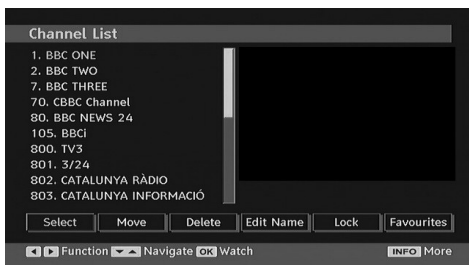 Channel List
1. BBC ONE
2. BBC TWO
7. BBC THREE
70. CBBC Channel
80. BBC NEWS 24
105. BBCi
800. TV3
801. 3/24
802. CATALUNYA RÀDIO
803. CATALUNYA INFORMACIÓ
Select Move Delete Edit Name Lock Favourites
Function Navigate OK Watch INFO More